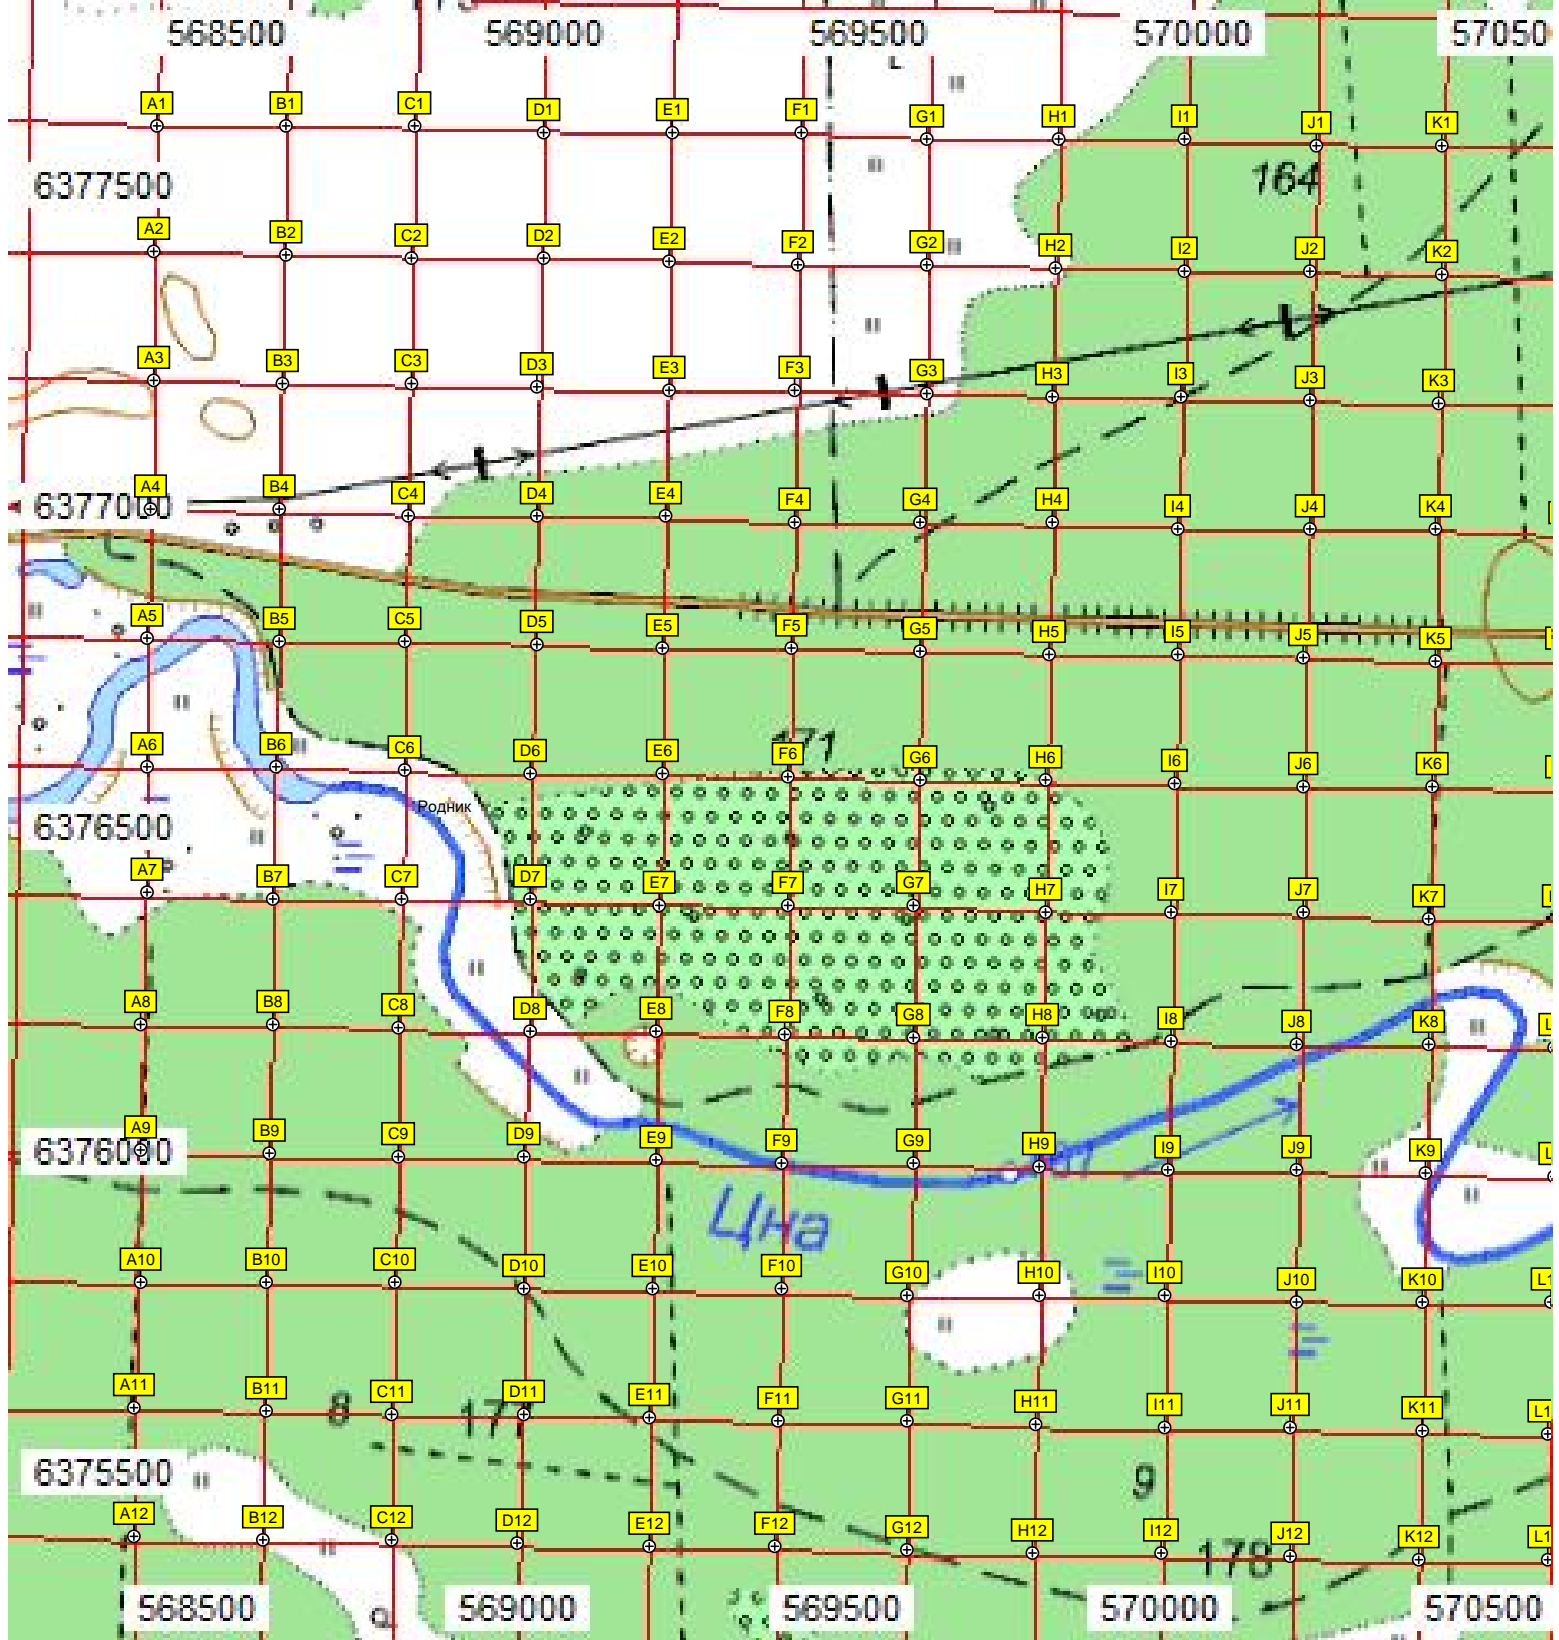 568500 569000 569500 570000 57050
A1 B1 C1 D1 E1 F1 G1 H1 I1 J1 K1
164
6377500
A2 B2 C2 D2 E2 F2 G2 H2 I2 J2 K2
A3 B3 C3 D3 E3 F3 G3 H3 I3 J3 K3
A4 B4 C4 D4 E4 F4 G4 H4 I4 J4 K4
6377000
A5 B5 C5 D5 E5 F5 G5 H5 I5 J5 K5
171
A6 B6 C6 D6 E6 F6 G6 H6 I6 J6 K6
Родник
6376500
A7 B7 C7 D7 E7 F7 G7 H7 I7 J7 K7
A8 B8 C8 D8 E8 F8 G8 H8 I8 J8 K8
A9 B9 C9 D9 E9 F9 G9 H9 I9 J9 K9
6376000
Цна
A10 B10 C10 D10 E10 F10 G10 H10 I10 J10 K10 L1
A11 B11 C11 D11 E11 F11 G11 H11 I11 J11 K11 L1
8 177
6375500
9
A12 B12 C12 D12 E12 F12 G12 H12 I12 J12 K12 L1
178
568500 569000 569500 570000 570500